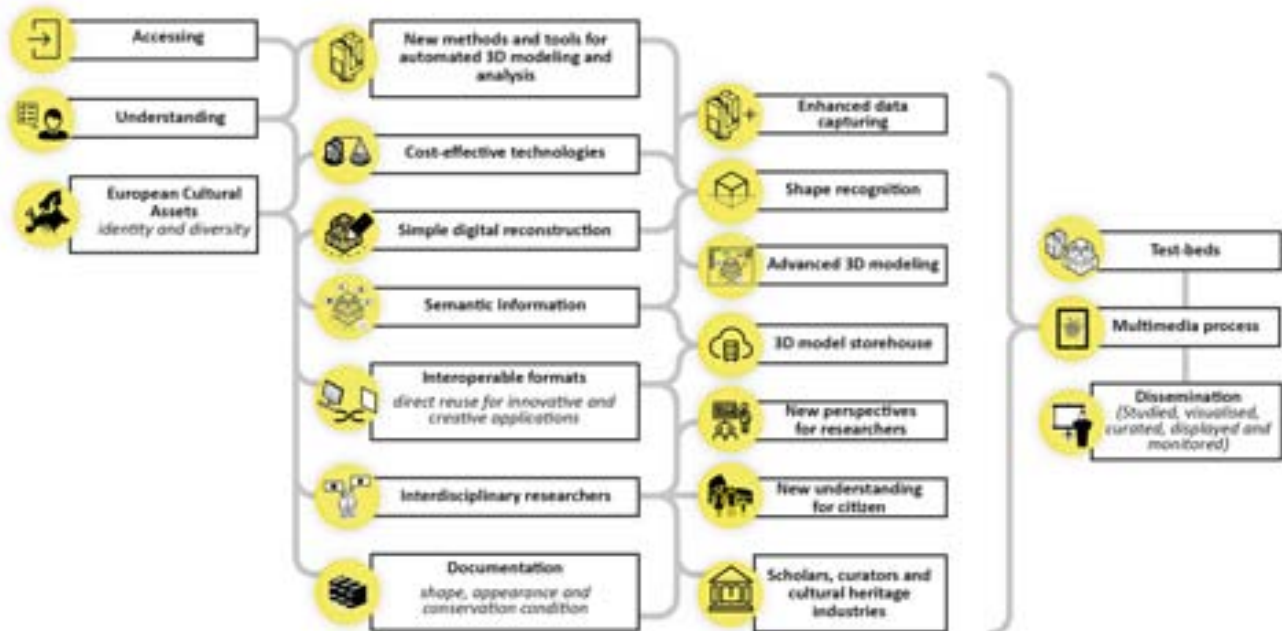 Accessing
Understanding
European Cultural
Assets
identity and diversity
New methods and tools for
automated 3D modeling and
analysis
Cost-effective technologies
Simple digital reconstruction
Semantic information
Interoperable formats
direct reuse for innovative and
creative applications
Interdisciplinary researchers
Documentation
shape, appearance and
conservation condition
Enhanced data
capturing
Shape recognition
Advanced 3D modeling
3D model storehouse
New perspectives
for researchers
New understanding
for citizen
Scholars, curators and
cultural heritage
industries
Test-beds
Multimedia process
Dissemination
(Studied, visualised,
curated, displayed and
monitored)